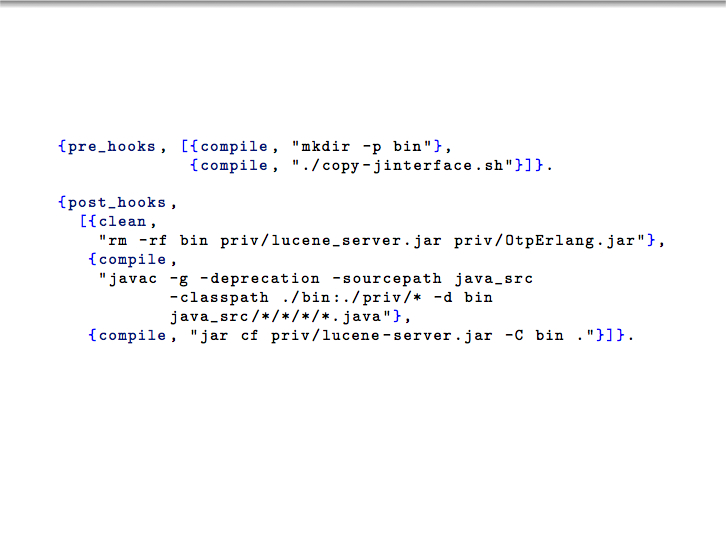 {pre_hooks, [{compile, "mkdir -p bin"},
{compile, "./copy-jinterface.sh"}]}.
{post_hooks,
[{clean,
"rm -rf bin priv/lucene_server.jar priv/OtpErlang.jar"},
{compile,
"javac -g -deprecation -sourcepath java_src
-classpath ./bin:./priv/* -d bin
java_src/*/*/*/*.java"},
{compile, "jar cf priv/lucene-server.jar -C bin ."}]}.